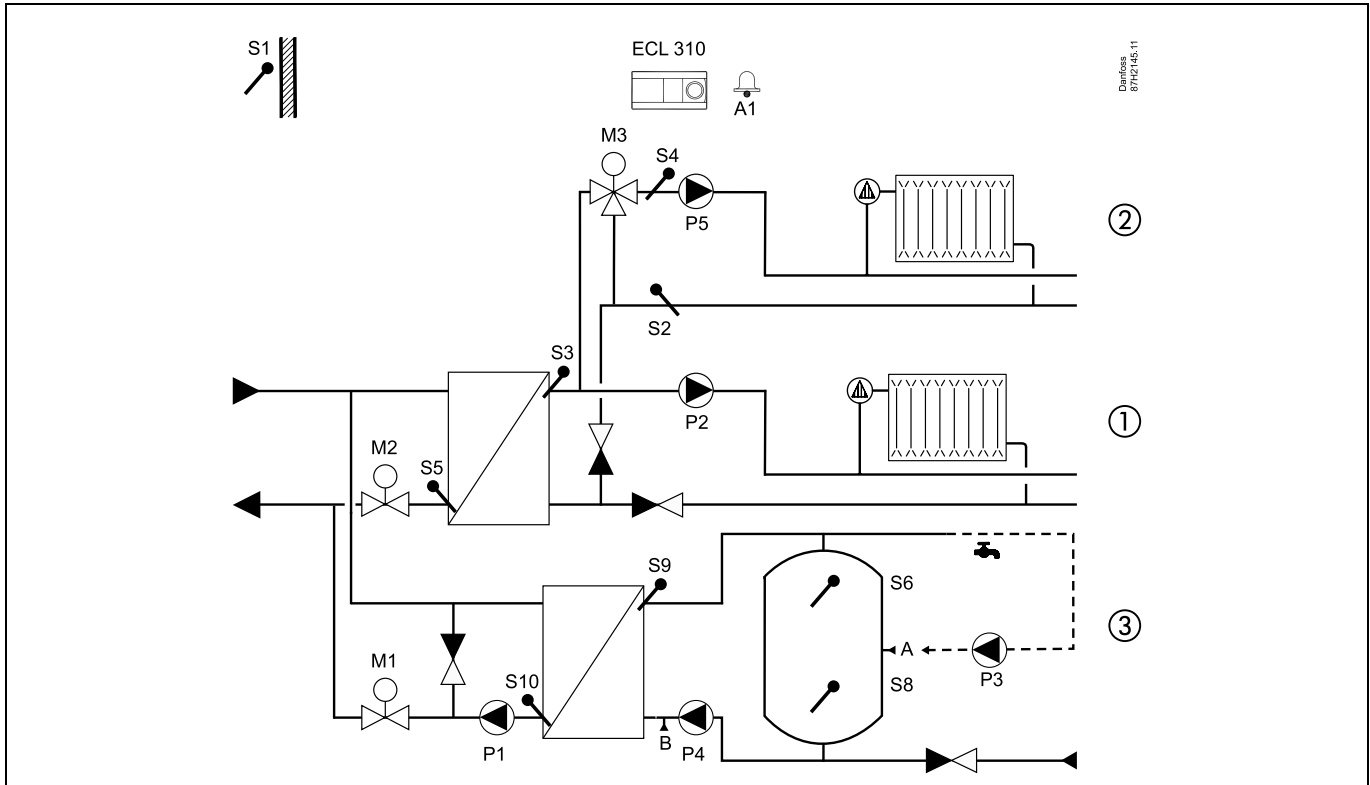 S1
ECL 310
A1
Danfoss
87H2145.11
M3
S4
P5
②
S2
S3
P2
①
M2
S5
S9
S6
A
③
P3
S8
M1
S10
P1
B
P4